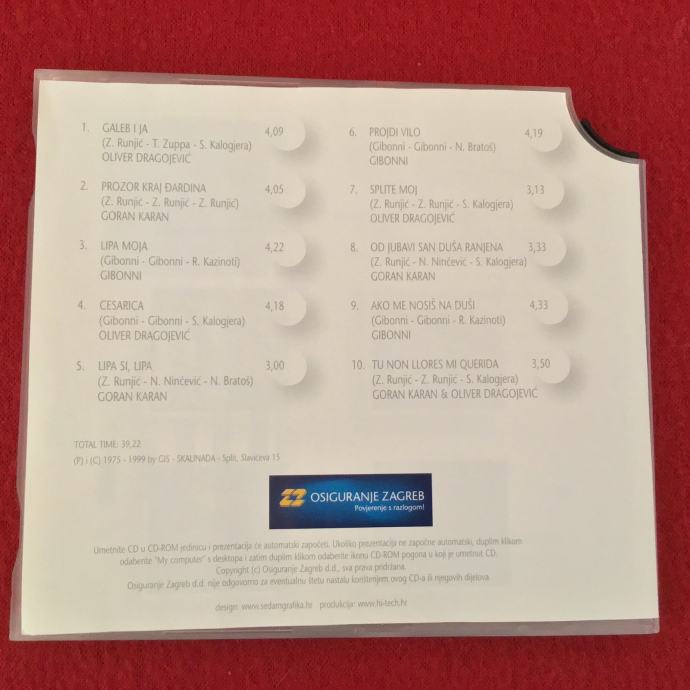 1. GALEB I JA 4,09
(Z. Runjić - T. Zuppa - S. Kalogjera)
OLIVER DRAGOJEVIĆ
2. PROZOR KRAJ ĐARDINA 4,05
(Z. Runjić - Z. Runjić - Z. Runjić)
GORAN KARAN
3. LIPA MOJA 4,22
(Gibonni - Gibonni - R. Kazinoti)
GIBONNI
4. CESARICA 4,18
(Gibonni - Gibonni - S. Kalogjera)
OLIVER DRAGOJEVIĆ
5. LIPA SI, LIPA 3,00
(Z. Runjić - N. Ninčević - N. Bratoš)
GORAN KARAN
6. PROJDI VILO 4,19
(Gibonni - Gibonni - N. Bratoš)
GIBONNI
7. SPLITE MOJ 3,13
(Z. Runjić - Z. Runjić - S. Kalogjera)
OLIVER DRAGOJEVIĆ
8. OD JUBAVI SAN DUŠA RANJENA 3,33
(Z. Runjić - N. Ninčević - S. Kalogjera)
GORAN KARAN
9. AKO ME NOSIŠ NA DUŠI 4,33
(Gibonni - Gibonni - R. Kazinoti)
GIBONNI
10. TU NON LLORES MI QUERIDA 3,50
(Z. Runjić - Z. Runjić - S. Kalogjera)
GORAN KARAN & OLIVER DRAGOJEVIĆ
TOTAL TIME: 39,22
(P) i (C) 1975 - 1999 by GIS - SKALINADA - Split, Slavićeva 15
OSIGURANJE ZAGREB
Povjerenje s razlogom!
Umetnite CD u CD-ROM jedinicu i prezentacija će automatski započeti. Ukoliko prezentacija ne započne automatski, duplim klikom
odaberite "My computer" s desktopa i zatim duplim klikom odaberite ikonu CD-ROM pogona u koji je umetnut CD.
Copyright (c) Osiguranje Zagreb d.d., sva prava pridržana.
Osiguranje Zagreb d.d. nije odgovorno za eventualnu štetu nastalu korištenjem ovog CD-a ili njegovih dijelova.
design: www.sedamgrafika.hr produkcija: www.hi-tech.hr